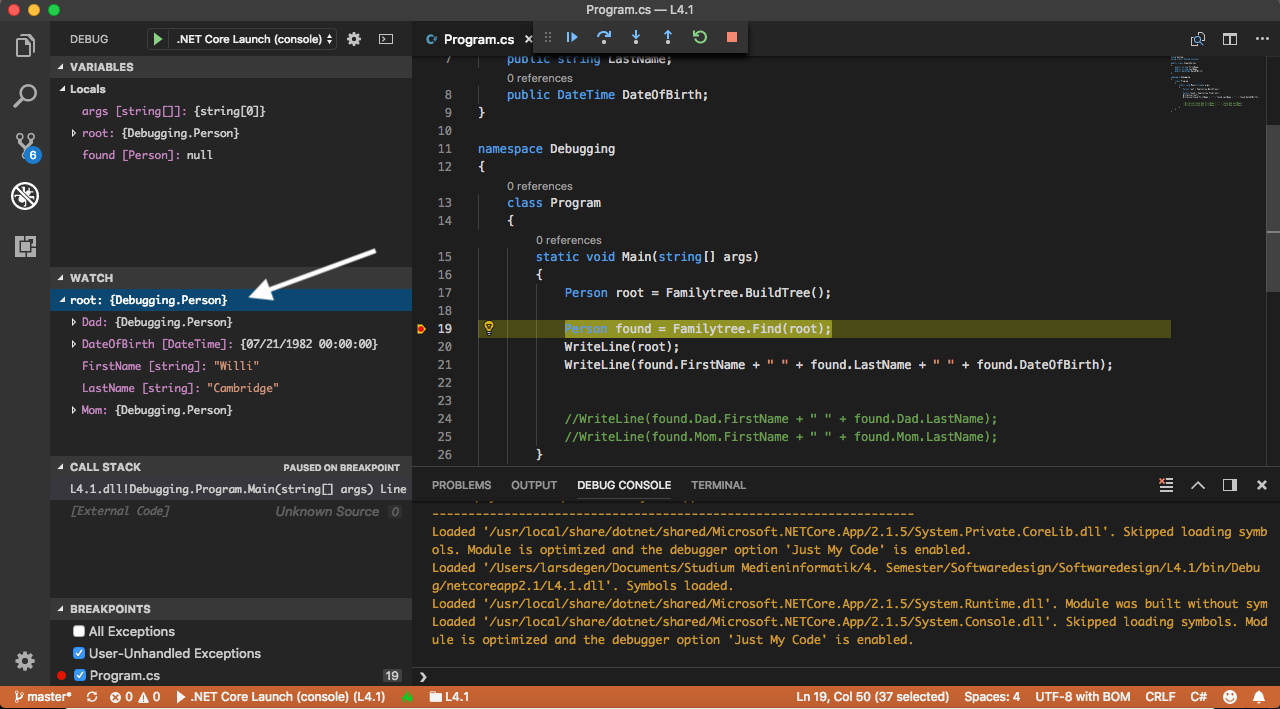 Program.cs — L4.1
DEBUG
.NET Core Launch (console)
Program.cs
VARIABLES
Locals
args [string[]]: {string[0]}
root: {Debugging.Person}
found [Person]: null
6
WATCH
root: {Debugging.Person}
Dad: {Debugging.Person}
DateOfBirth [DateTime]: {07/21/1982 00:00:00}
FirstName [string]: "Willi"
LastName [string]: "Cambridge"
Mom: {Debugging.Person}
CALL STACK PAUSED ON BREAKPOINT
L4.1.dll!Debugging.Program.Main(string[] args) Line
[External Code] Unknown Source 0
BREAKPOINTS
All Exceptions
User-Unhandled Exceptions
Program.cs 19
7 public string LastName;
0 references
8 public DateTime DateOfBirth;
9 }
10
11 namespace Debugging
12 {
0 references
13 class Program
14 {
0 references
15 static void Main(string[] args)
16 {
17 Person root = Familytree.BuildTree();
18
19 Person found = Familytree.Find(root);
20 WriteLine(root);
21 WriteLine(found.FirstName + " " + found.LastName + " " + found.DateOfBirth);
22
23
24 //WriteLine(found.Dad.FirstName + " " + found.Dad.LastName);
25 //WriteLine(found.Mom.FirstName + " " + found.Mom.LastName);
26 }
PROBLEMS OUTPUT DEBUG CONSOLE TERMINAL
-------------------------------------------------------------------
Loaded '/usr/local/share/dotnet/shared/Microsoft.NETCore.App/2.1.5/System.Private.CoreLib.dll'. Skipped loading symb
ols. Module is optimized and the debugger option 'Just My Code' is enabled.
Loaded '/Users/larsdegen/Documents/Studium Medieninformatik/4. Semester/Softwaredesign/Softwaredesign/L4.1/bin/Debu
g/netcoreapp2.1/L4.1.dll'. Symbols loaded.
Loaded '/usr/local/share/dotnet/shared/Microsoft.NETCore.App/2.1.5/System.Runtime.dll'. Module was built without sym
Loaded '/usr/local/share/dotnet/shared/Microsoft.NETCore.App/2.1.5/System.Console.dll'. Skipped loading symbols. Mod
ule is optimized and the debugger option 'Just My Code' is enabled.
master* 0 0 .NET Core Launch (console) (L4.1) L4.1 Ln 19, Col 50 (37 selected) Spaces: 4 UTF-8 with BOM CRLF C#